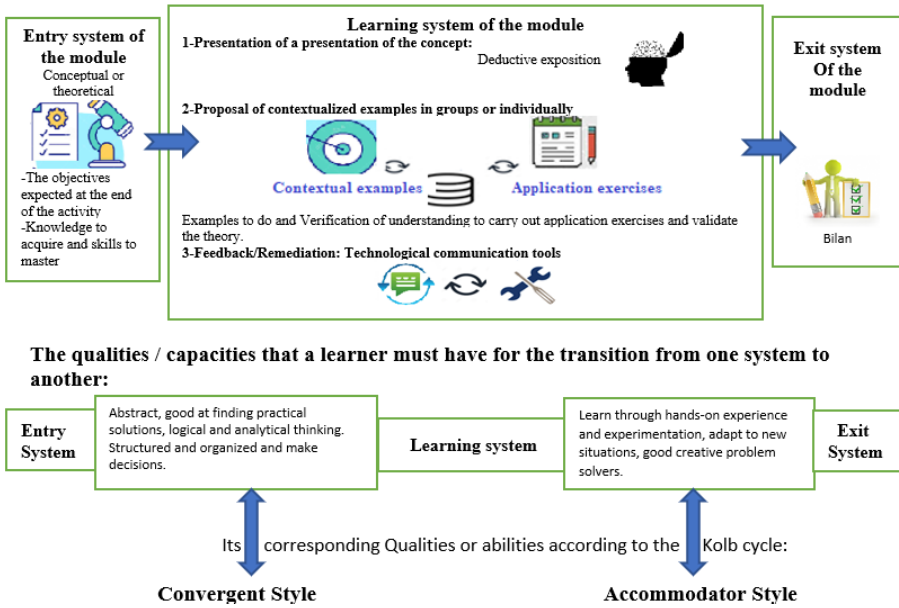 Entry system of
the module
Conceptual or
theoretical
-The objectives
expected at the end
of the activity
-Knowledge to
acquire and skills to
master
Learning system of the module
1-Presentation of a presentation of the concept:
Deductive exposition
2-Proposal of contextualized examples in groups or individually
Contextual examples
Application exercises
Examples to do and Verification of understanding to carry out application exercises and validate
the theory.
3-Feedback/Remediation: Technological communication tools
Exit system
Of the
module
Bilan
The qualities / capacities that a learner must have for the transition from one system to
another:
Entry
System
Abstract, good at finding practical
solutions, logical and analytical thinking.
Structured and organized and make
decisions.
Learning system
Learn through hands-on experience
and experimentation, adapt to new
situations, good creative problem
solvers.
Exit
System
Its corresponding Qualities or abilities according to the Kolb cycle:
Convergent Style
Accommodator Style